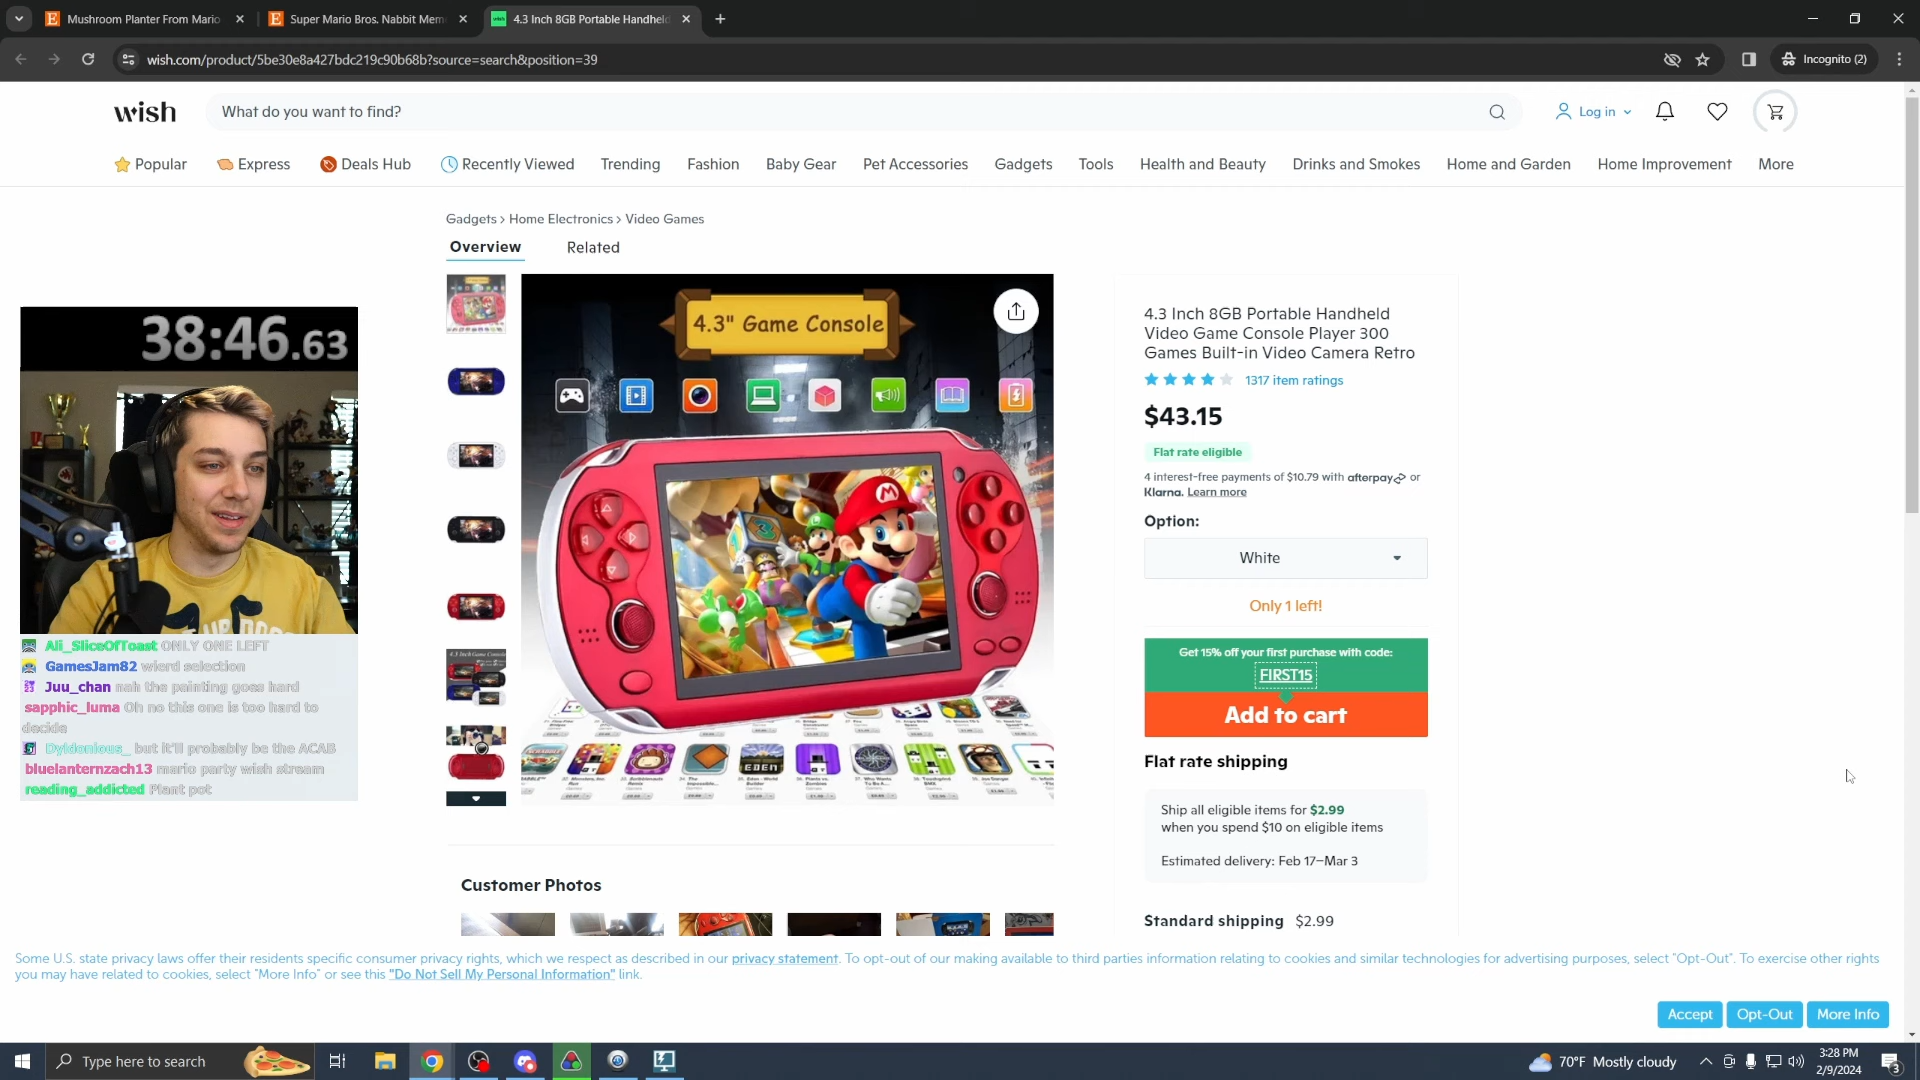 Mushroom Planter From Mario
Super Mario Bros. Nabbit Mem
4.3 Inch 8GB Portable Handheld
wish.com/product/5be30e8a427bdc219c90b68b?source=search&position=39
Incognito (2)
wish
What do you want to find?
Log in
Popular
Express
Deals Hub
Recently Viewed
Trending
Fashion
Baby Gear
Pet Accessories
Gadgets
Tools
Health and Beauty
Drinks and Smokes
Home and Garden
Home Improvement
More
Gadgets > Home Electronics > Video Games
Overview
Related
38:46.63
4.3" Game Console
4.3 Inch 8GB Portable Handheld
Video Game Console Player 300
Games Built-in Video Camera Retro
1317 item ratings
$43.15
Flat rate eligible
4 interest-free payments of $10.79 with afterpay or
Klarna. Learn more
Option:
White
Only 1 left!
Get 15% off your first purchase with code:
FIRST15
Add to cart
Flat rate shipping
Ship all eligible items for $2.99
when you spend $10 on eligible items
Estimated delivery: Feb 17–Mar 3
Standard shipping $2.99
Ali_SliceOfToast ONLY ONE LEFT
GamesJam82 wierd selection
Juu_chan nah the painting goes hard
sapphic_luma Oh no this one is too hard to
decide
Dyldonious_ but it'll probably be the ACAB
bluelanternzach13 mario party wish stream
reading_addicted Plant pot
Customer Photos
Some U.S. state privacy laws offer their residents specific consumer privacy rights, which we respect as described in our privacy statement. To opt-out of our making available to third parties information relating to cookies and similar technologies for advertising purposes, select "Opt-Out". To exercise other rights
you may have related to cookies, select "More Info" or see this "Do Not Sell My Personal Information" link.
Accept
Opt-Out
More Info
Type here to search
70°F Mostly cloudy
3:28 PM
2/9/2024
3